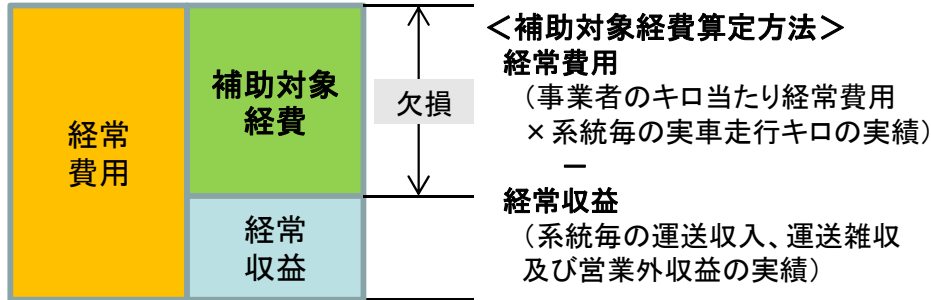 経常
費用
補助対象
経費
経常
収益
欠損
＜補助対象経費算定方法＞
経常費用
（事業者のキロ当たり経常費用
×系統毎の実車走行キロの実績）
－
経常収益
（系統毎の運送収入、運送雑収
及び営業外収益の実績）